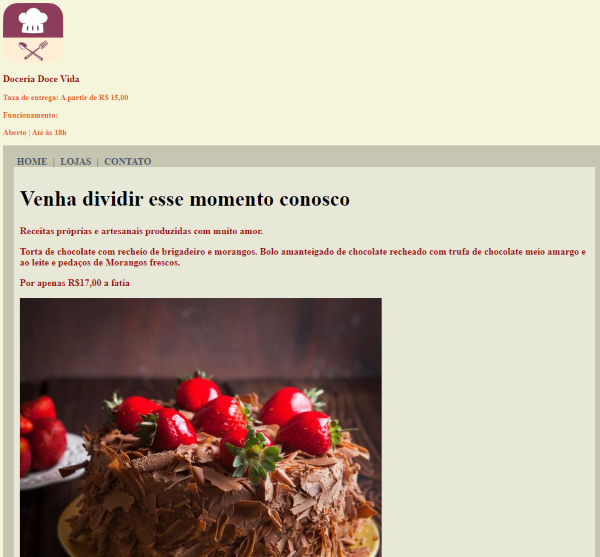 Doceria Doce Vida
Taxa de entrega: A partir de R$ 15,00
Funcionamento:
Aberto | Até às 18h
HOME | LOJAS | CONTATO
Venha dividir esse momento conosco
Receitas próprias e artesanais produzidas com muito amor.
Torta de chocolate com recheio de brigadeiro e morangos. Bolo amanteigado de chocolate recheado com trufa de chocolate meio amargo e
ao leite e pedaços de Morangos frescos.
Por apenas R$17,00 a fatia